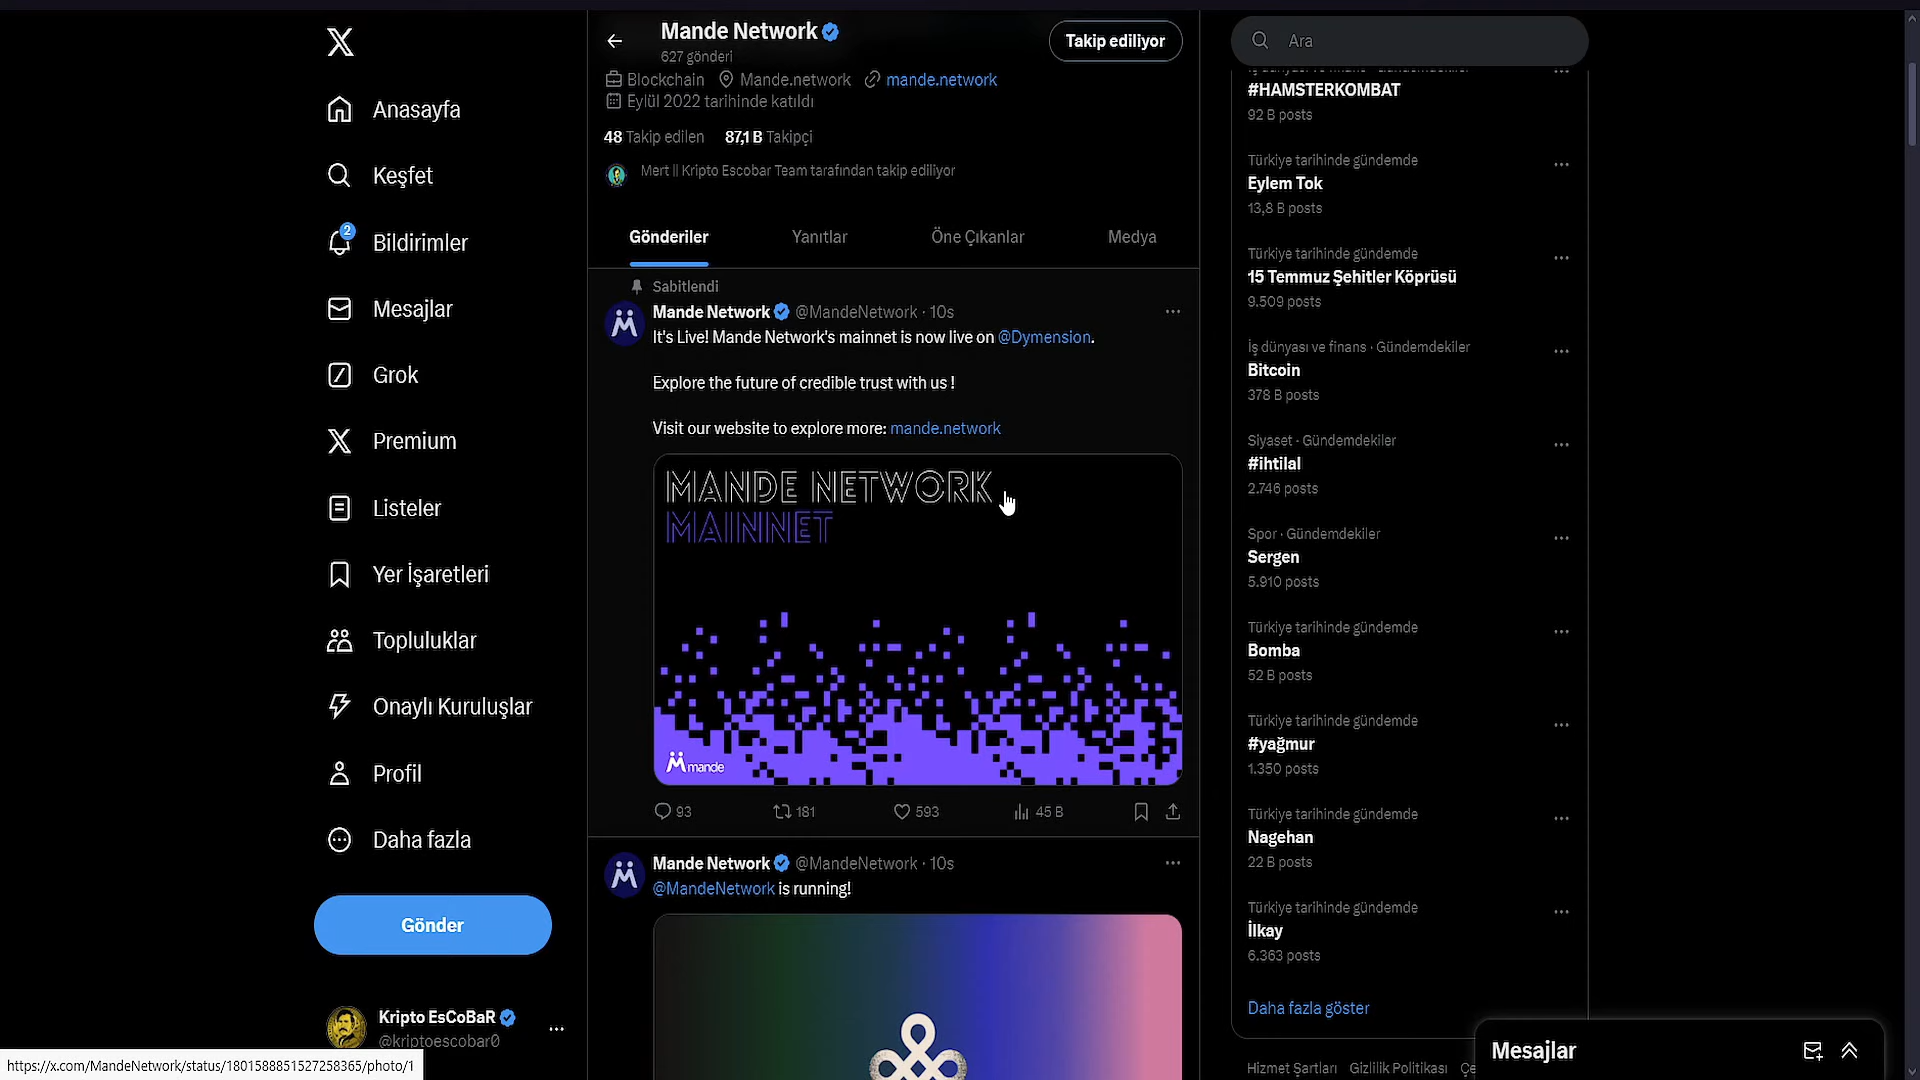 Anasayfa
Keşfet
2
Bildirimler
Mesajlar
Grok
Premium
Listeler
Yer İşaretleri
Topluluklar
Onaylı Kuruluşlar
Profil
Daha fazla
Gönder
Kripto EsCoBaR
@kriptoescobar0
https://x.com/MandeNetwork/status/1801588851527258365/photo/1
Mande Network
627 gönderi
Takip ediliyor
Blockchain Mande.network mande.network
Eylül 2022 tarihinde katıldı
48 Takip edilen 87,1 B Takipçi
Mert || Kripto Escobar Team tarafından takip ediliyor
Gönderiler Yanıtlar Öne Çıkanlar Medya
Sabitlendi
Mande Network @MandeNetwork · 10s
It's Live! Mande Network's mainnet is now live on @Dymension.
Explore the future of credible trust with us !
Visit our website to explore more: mande.network
MANDE NETWORK
MAINNET
mande
93 181 593 45 B
Mande Network @MandeNetwork · 10s
@MandeNetwork is running!
Ara
#HAMSTERKOMBAT
92 B posts
Türkiye tarihinde gündemde
Eylem Tok
13,8 B posts
Türkiye tarihinde gündemde
15 Temmuz Şehitler Köprüsü
9.509 posts
İş dünyası ve finans · Gündemdekiler
Bitcoin
378 B posts
Siyaset · Gündemdekiler
#ihtilal
2.746 posts
Spor · Gündemdekiler
Sergen
5.910 posts
Türkiye tarihinde gündemde
Bomba
52 B posts
Türkiye tarihinde gündemde
#yağmur
1.350 posts
Türkiye tarihinde gündemde
Nagehan
22 B posts
Türkiye tarihinde gündemde
İlkay
6.363 posts
Daha fazla göster
Hizmet Şartları Gizlilik Politikası
Mesajlar